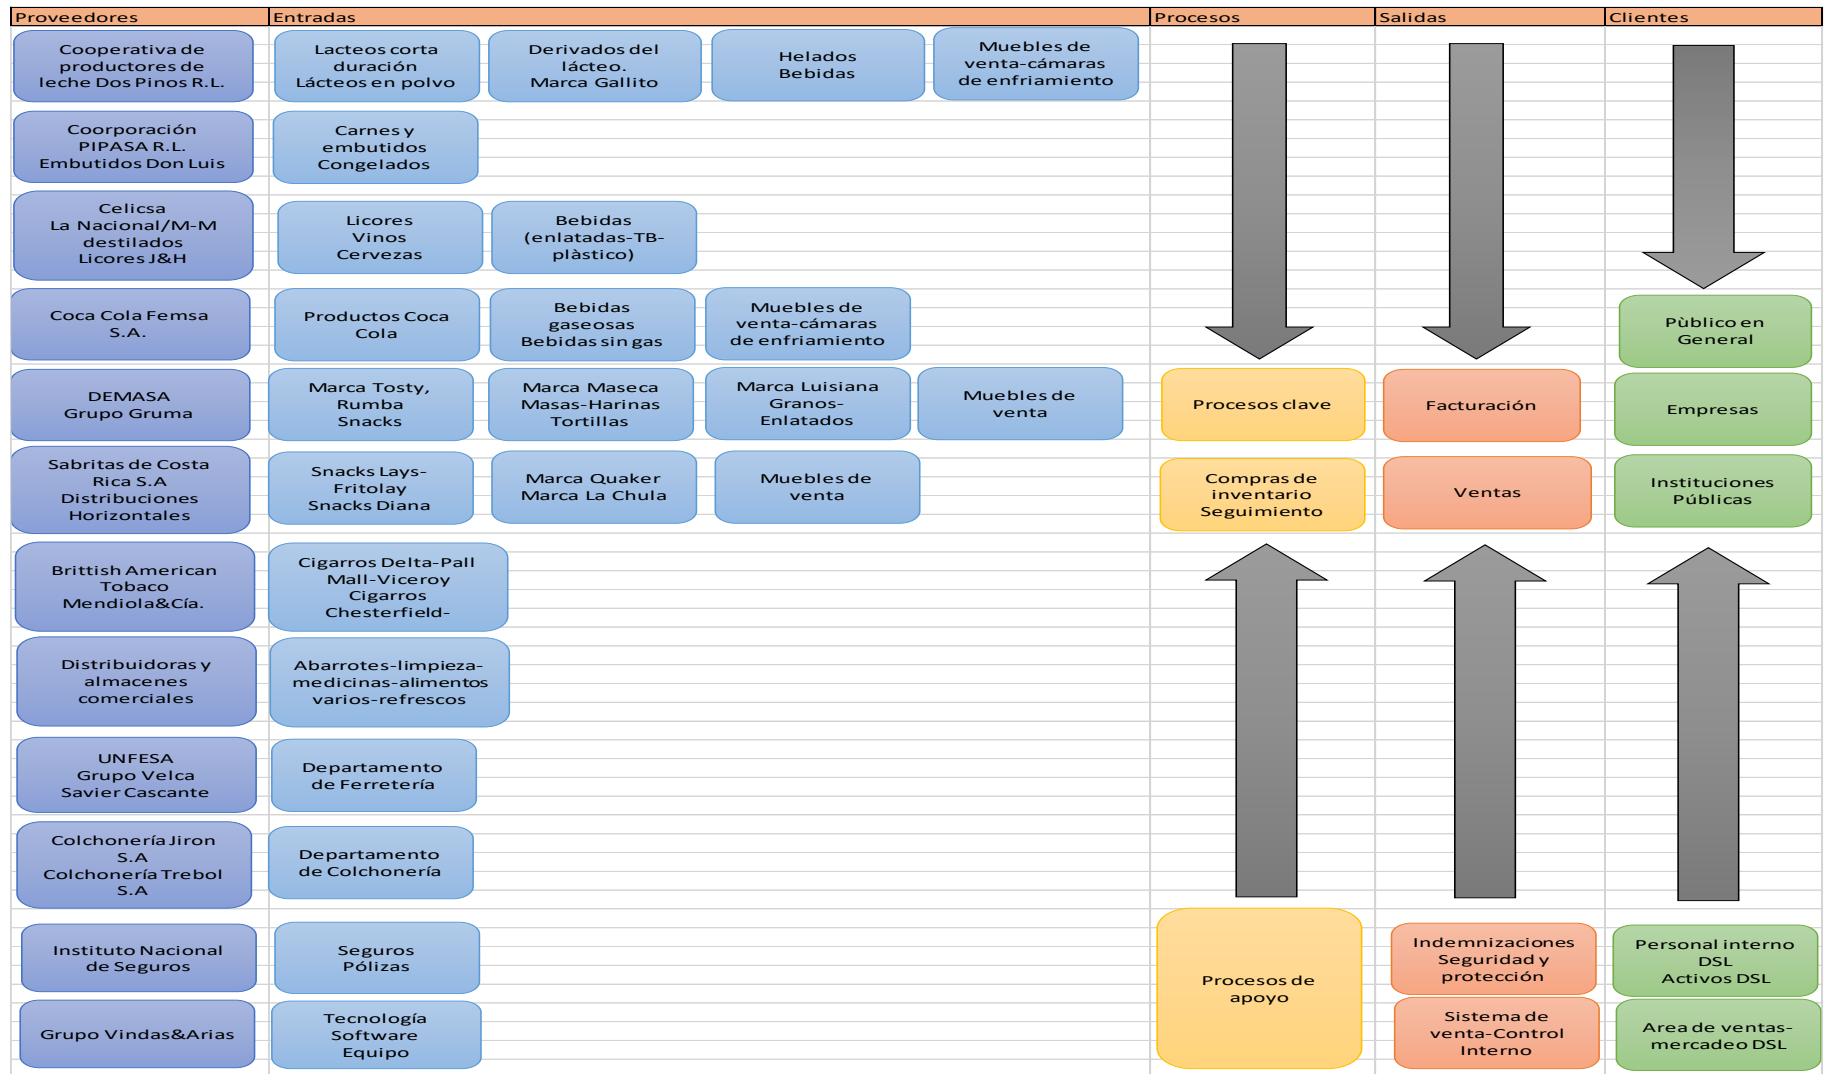 Proveedores
Entradas
Procesos
Salidas
Clientes
Cooperativa de
productores de
leche Dos Pinos R.L.
Lacteos corta
duración
Lácteos en polvo
Derivados del
lácteo.
Marca Gallito
Helados
Bebidas
Muebles de
venta-cámaras
de enfriamiento
Coorporación
PIPASA R.L.
Embutidos Don Luis
Carnes y
embutidos
Congelados
Celicsa
La Nacional/M-M
destilados
Licores J&H
Licores
Vinos
Cervezas
Bebidas
(enlatadas-TB-
plàstico)
Coca Cola Femsa
S.A.
Productos Coca
Cola
Bebidas
gaseosas
Bebidas sin gas
Muebles de
venta-cámaras
de enfriamiento
Pùblico en
General
DEMASA
Grupo Gruma
Marca Tosty,
Rumba
Snacks
Marca Maseca
Masas-Harinas
Tortillas
Marca Luisiana
Granos-
Enlatados
Muebles de
venta
Procesos clave
Facturación
Empresas
Sabritas de Costa
Rica S.A
Distribuciones
Horizontales
Snacks Lays-
Fritolay
Snacks Diana
Marca Quaker
Marca La Chula
Muebles de
venta
Compras de
inventario
Seguimiento
Ventas
Instituciones
Públicas
Brittish American
Tobaco
Mendiola&Cía.
Cigarros Delta-Pall
Mall-Viceroy
Cigarros
Chesterfield-
Distribuidoras y
almacenes
comerciales
Abarrotes-limpieza-
medicinas-alimentos
varios-refrescos
UNFESA
Grupo Velca
Savier Cascante
Departamento
de Ferretería
Colchonería Jiron
S.A
Colchonería Trebol
S.A
Departamento
de Colchonería
Instituto Nacional
de Seguros
Seguros
Pólizas
Procesos de
apoyo
Indemnizaciones
Seguridad y
protección
Personal interno
DSL
Activos DSL
Grupo Vindas&Arias
Tecnología
Software
Equipo
Sistema de
venta-Control
Interno
Area de ventas-
mercadeo DSL